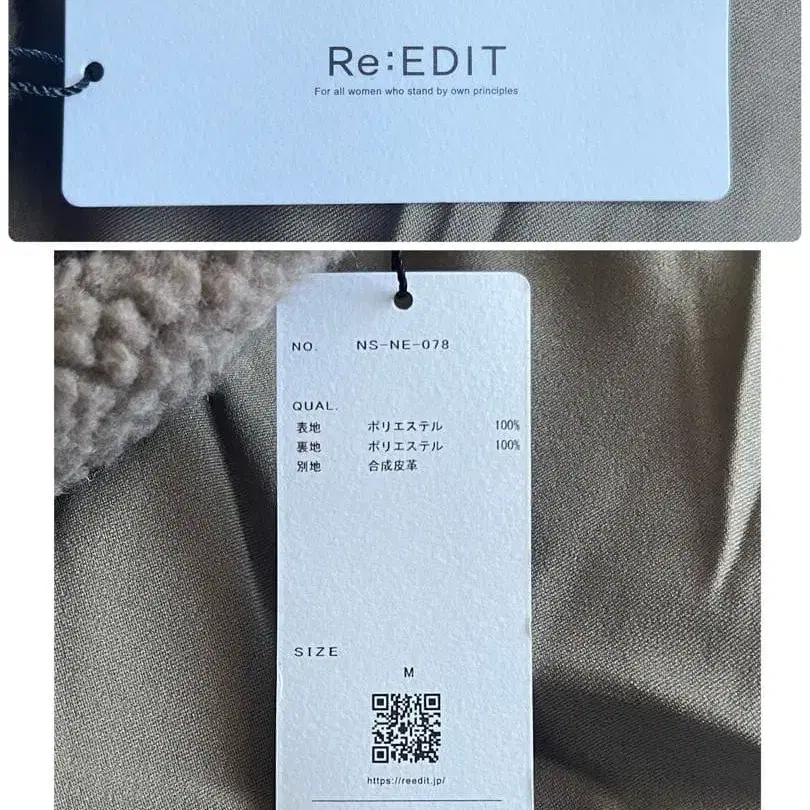 Re:EDIT
For all women who stand by own principles
NO. NS-NE-078
QUAL.
表地 ポリエステル 100%
裏地 ポリエステル 100%
別地 合成皮革
SIZE
M
https://reedit.jp/